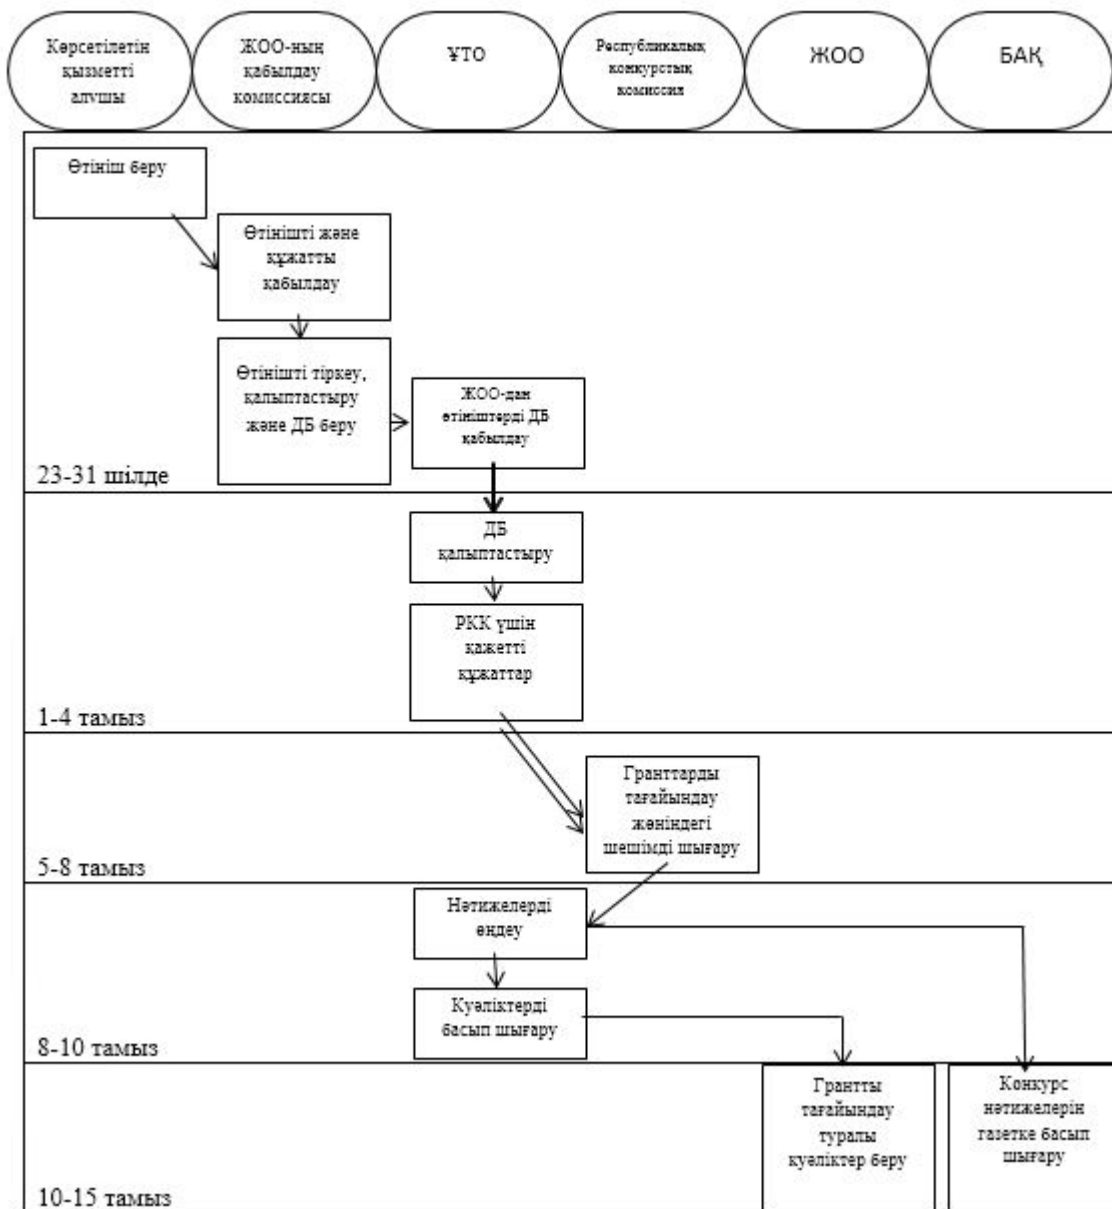 Көрсетілетін
қызметті
алушы
ЖОО-ның
қабылдау
комиссиясы
ҰТО
Республикалық
конкурстық
комиссия
ЖОО
БАҚ
Өтініш беру
Өтінішті және
құжатты
қабылдау
Өтінішті тіркеу,
қалыптастыру
және ДБ беру
ЖОО-дан
өтініштерді ДБ
қабылдау
23-31 шілде
ДБ
қалыптастыру
РКК үшін
қажетті
құжаттар
1-4 тамыз
Гранттарды
тағайындау
жөніндегі
шешімді шығару
5-8 тамыз
Нәтижелерді
өңдеу
Куәліктерді
басып шығару
8-10 тамыз
Грантты
тағайындау
туралы
куәліктер беру
Конкурс
нәтижелерін
газетке басып
шығару
10-15 тамыз